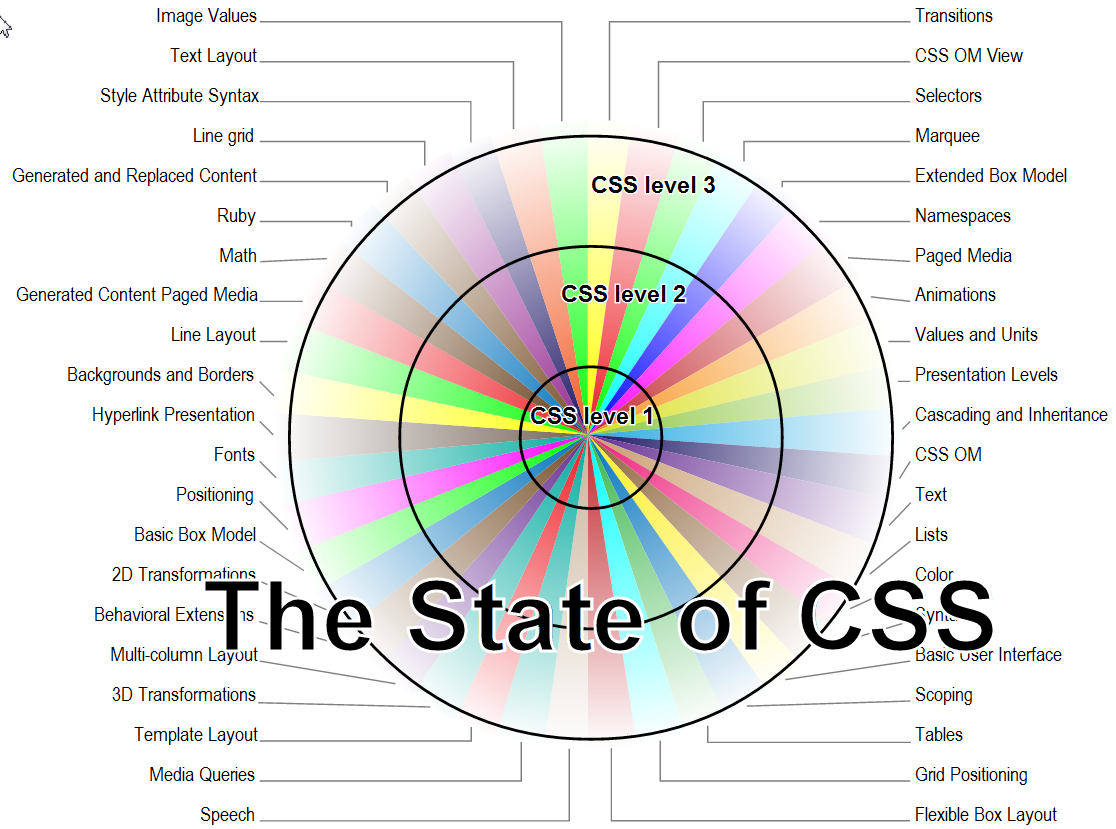 Image Values
Text Layout
Style Attribute Syntax
Line grid
Generated and Replaced Content
Ruby
Math
Generated Content Paged Media
Line Layout
Backgrounds and Borders
Hyperlink Presentation
Fonts
Positioning
Basic Box Model
2D Transformations
Behavioral Extensions
Multi-column Layout
3D Transformations
Template Layout
Media Queries
Speech
CSS level 3
CSS level 2
CSS level 1
The State of CSS
Transitions
CSS OM View
Selectors
Marquee
Extended Box Model
Namespaces
Paged Media
Animations
Values and Units
Presentation Levels
Cascading and Inheritance
CSS OM
Text
Lists
Color
Syntax
Basic User Interface
Scoping
Tables
Grid Positioning
Flexible Box Layout